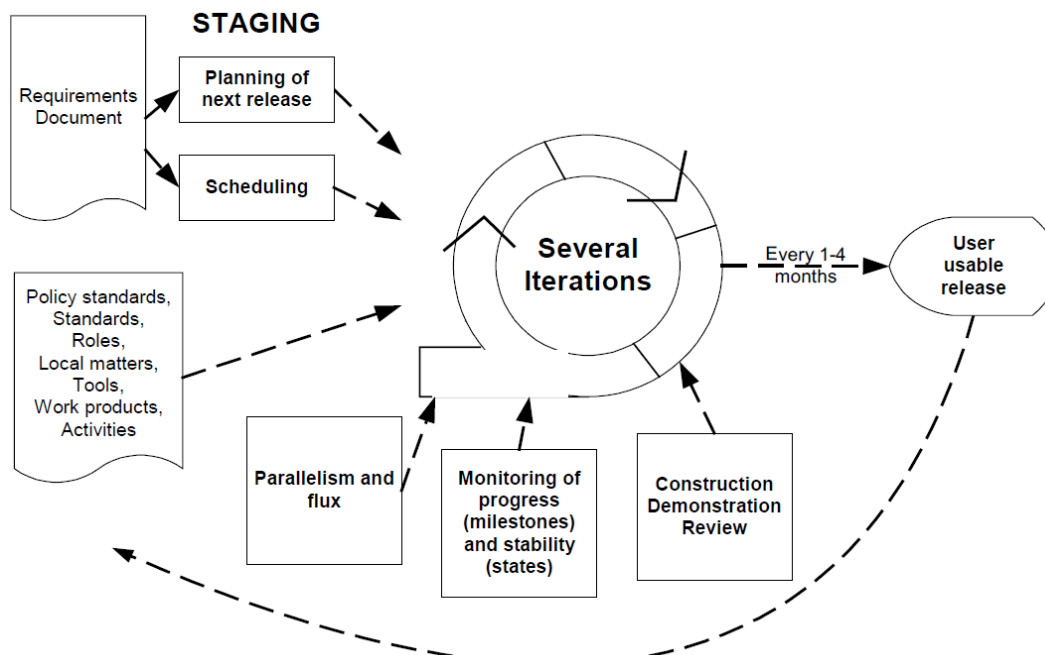 STAGING
Requirements
Document
Planning of
next release
Scheduling
Policy standards,
Standards,
Roles,
Local matters,
Tools,
Work products,
Activities
Several
Iterations
Every 1-4
months
User
usable
release
Parallelism and
flux
Monitoring of
progress
(milestones)
and stability
(states)
Construction
Demonstration
Review